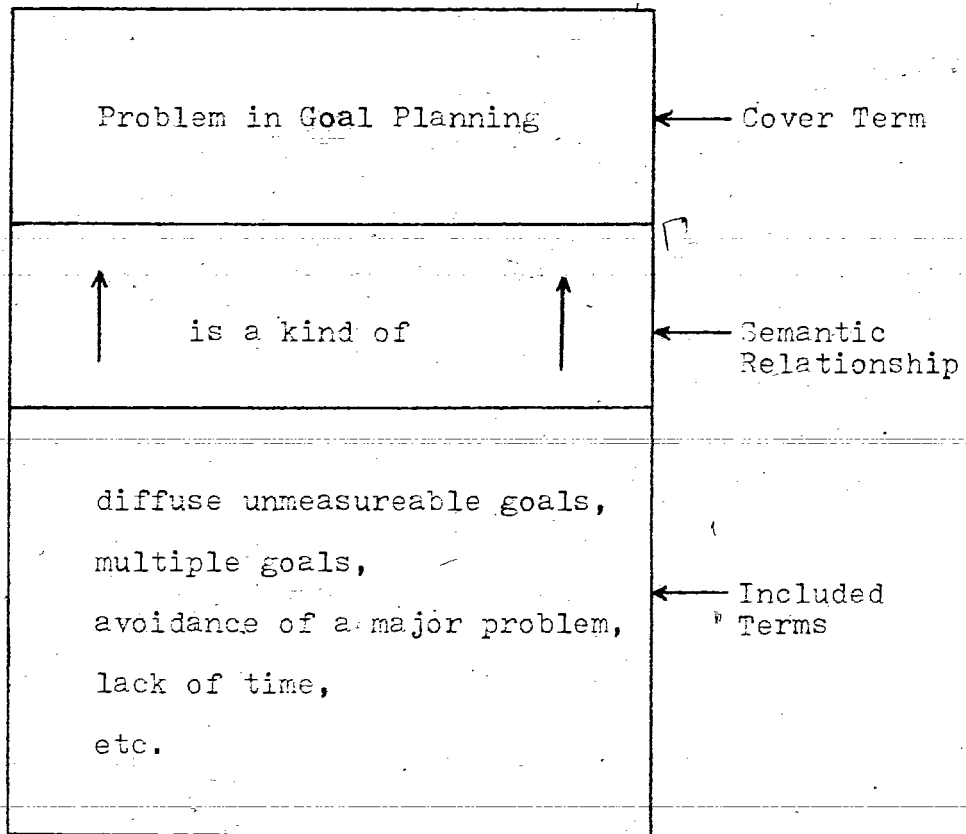 Problem in Goal Planning
Cover Term
is a kind of
Semantic
Relationship
diffuse unmeasureable goals,
multiple goals,
avoidance of a major problem,
lack of time,
etc.
Included
Terms